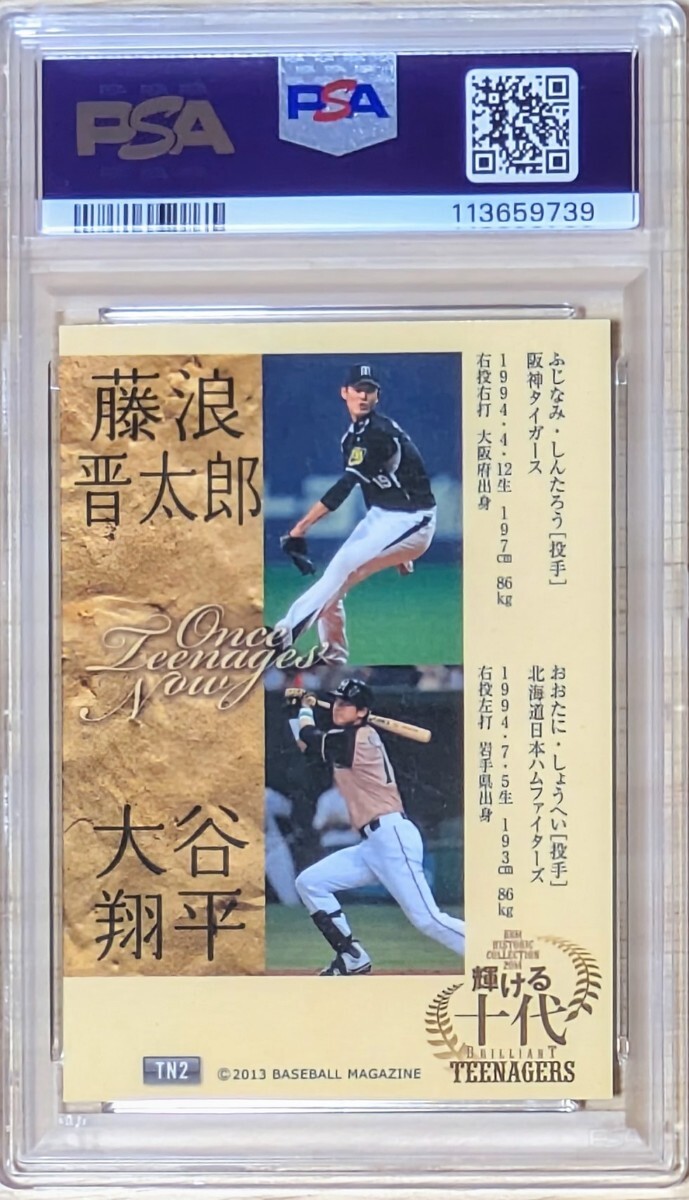 PSA
PSA
113659739
藤浪
晋太郎
ふじなみ・しんたろう[投手]
阪神タイガース
1994・4・12生 197cm 86kg
右投右打 大阪府出身
M
19
Once
Teenages
Now
大谷
翔平
おおたに・しょうへい[投手]
北海道日本ハムファイターズ
1994・7・5生 193cm 86kg
右投左打 岩手県出身
BBM
HISTORIC
COLLECTION
輝ける
十代
BRILLIANT
TEENAGERS
TN2
©2013 BASEBALL MAGAZINE